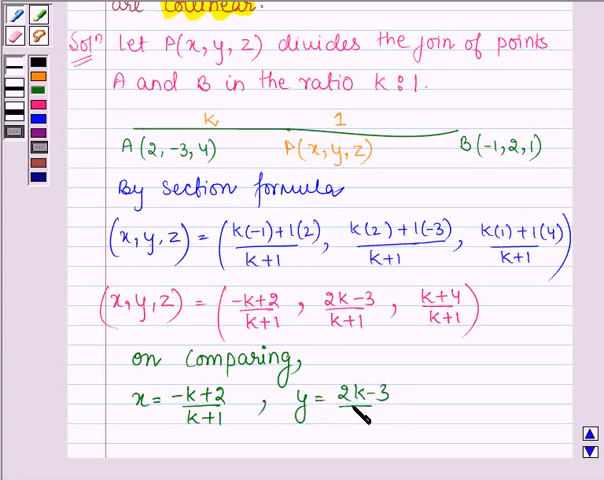 are collinear.
Solⁿ Let P(x, y, z) divides the join of points
A and B in the ratio k : 1.
k 1
A(2, -3, 4) P(x, y, z) B(-1, 2, 1)
By section formula
(x, y, z) = (k(-1)+1(2)/k+1, k(2)+1(-3)/k+1, k(1)+1(4)/k+1)
(x, y, z) = (-k+2/k+1, 2k-3/k+1, k+4/k+1)
on comparing,
x = -k+2/k+1, y = 2k-3/